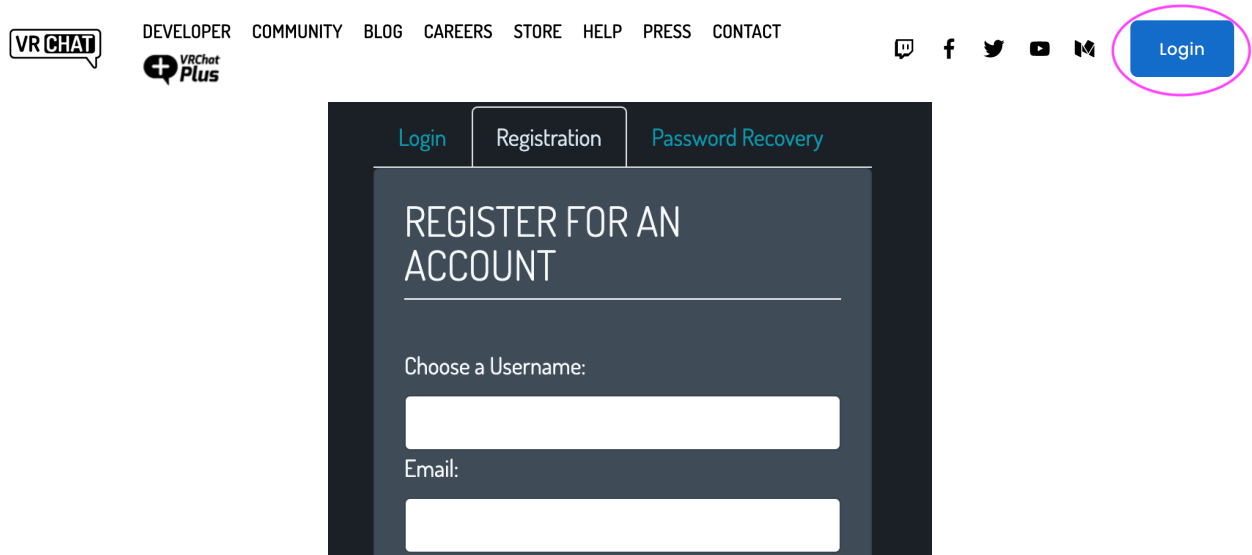 VR CHAT
DEVELOPER COMMUNITY BLOG CAREERS STORE HELP PRESS CONTACT
VRChat
Plus
Login
Login Registration Password Recovery
REGISTER FOR AN
ACCOUNT
Choose a Username:
Email: